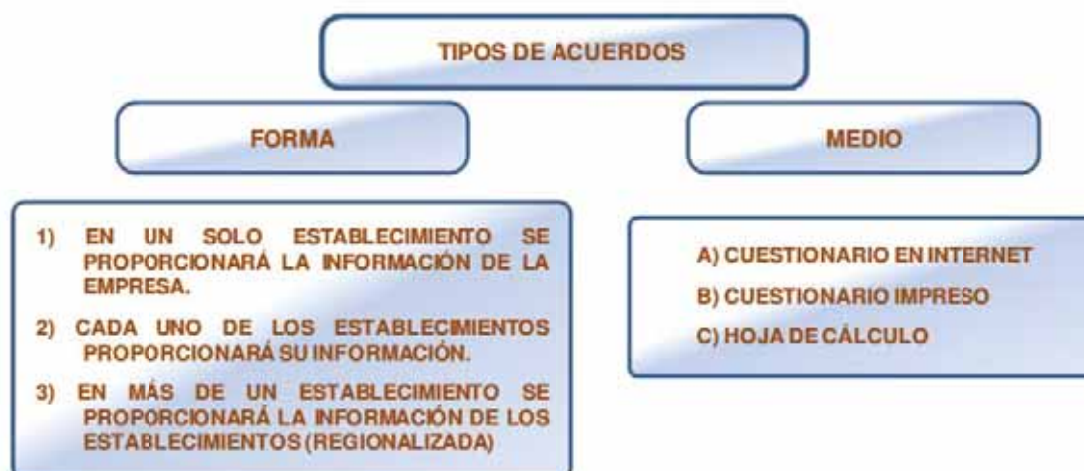 TIPOS DE ACUERDOS
FORMA
MEDIO
1) EN UN SOLO ESTABLECIMIENTO SE
PROPORCIONARÁ LA INFORMACIÓN DE LA
EMPRESA.
2) CADA UNO DE LOS ESTABLECIMIENTOS
PROPORCIONARÁ SU INFORMACIÓN.
3) EN MÁS DE UN ESTABLECIMIENTO SE
PROPORCIONARÁ LA INFORMACIÓN DE LOS
ESTABLECIMIENTOS (REGIONALIZADA)
A) CUESTIONARIO EN INTERNET
B) CUESTIONARIO IMPRESO
C) HOJA DE CÁLCULO